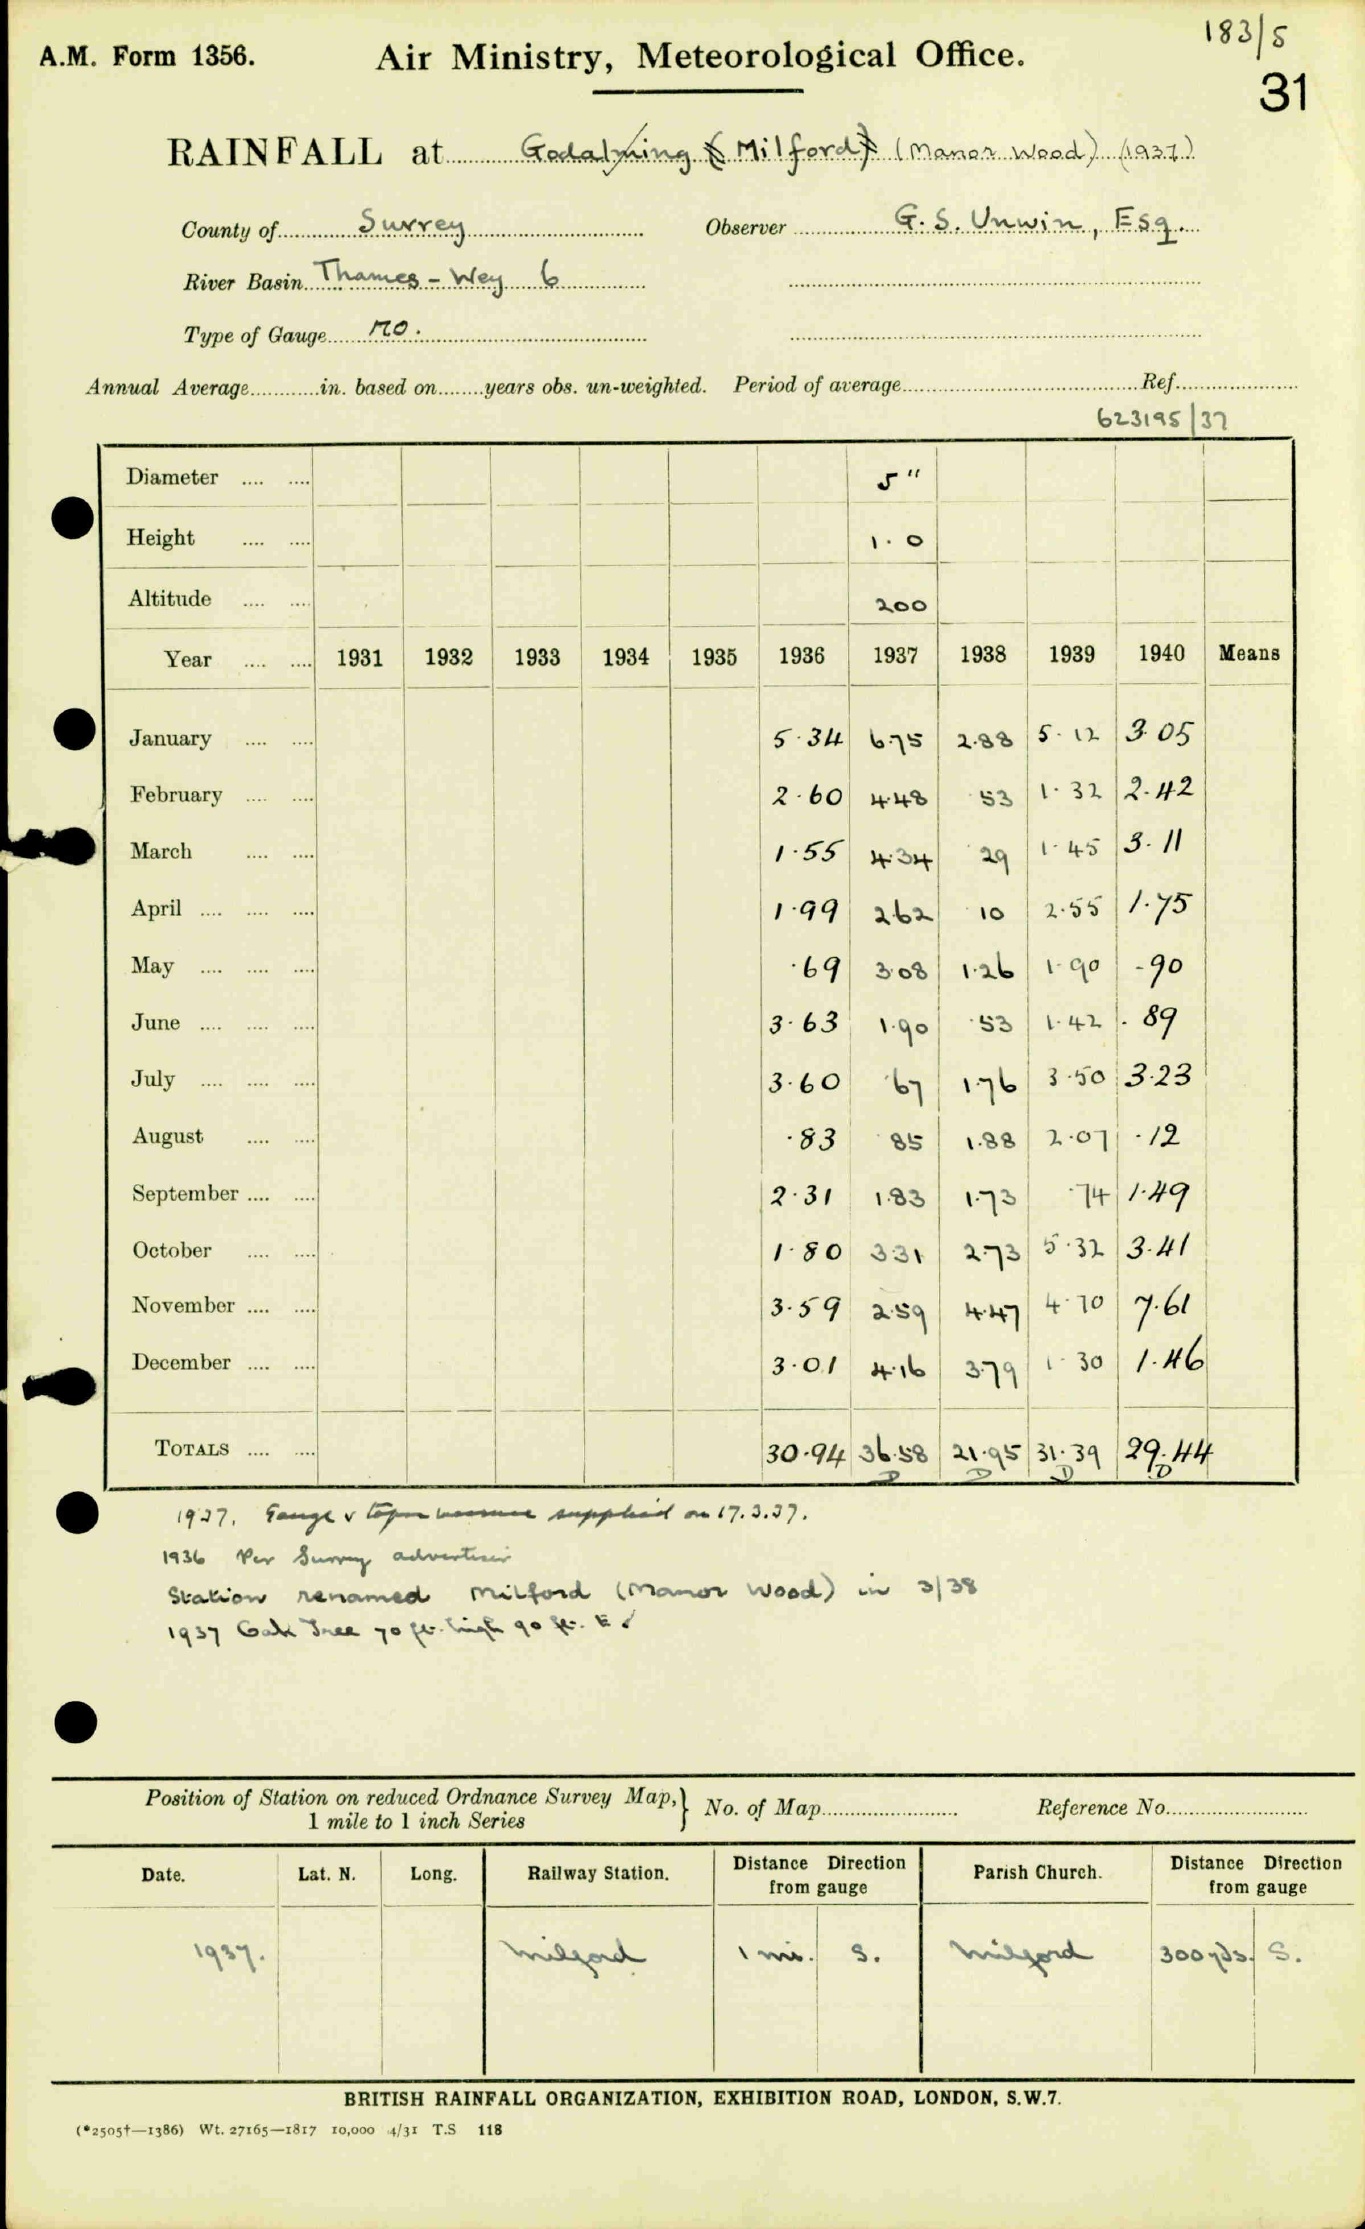 183/5
A.M. Form 1356.
Air Ministry, Meteorological Office.
31
RAINFALL at Godalming (Milford) (Manor Wood) (1937)
County of Surrey Observer G. S. Unwin, Esq.
River Basin Thames - Wey 6
Type of Gauge MO.
Annual Average in. based on years obs. un-weighted. Period of average Ref.
623195/37
Diameter 5"
Height 1.0
Altitude 200
Year 1931 1932 1933 1934 1935 1936 1937 1938 1939 1940 Means
January 5.34 6.75 2.88 5.12 3.05
February 2.60 4.48 .53 1.32 2.42
March 1.55 4.34 .29 1.45 3.11
April 1.99 2.62 .10 2.55 1.75
May .69 3.08 1.26 1.90 .90
June 3.63 1.90 .53 1.42 .89
July 3.60 .67 1.76 3.50 3.23
August .83 .85 1.88 2.07 .12
September 2.31 1.83 1.73 .74 1.49
October 1.80 3.31 2.73 5.32 3.41
November 3.59 2.59 4.47 4.70 7.61
December 3.01 4.16 3.79 1.30 1.46
TOTALS 30.94 36.58 21.95 31.39 29.44
D D D D
1937. Gauge & taper measure supplied on 17.3.37.
1936 Per Surrey advertiser
Station renamed Milford (Manor Wood) in 3/38
1937 Oak Tree 70 ft. high 90 ft. E
Position of Station on reduced Ordnance Survey Map, 1 mile to 1 inch Series } No. of Map Reference No.
Date. Lat. N. Long. Railway Station. Distance Direction from gauge Parish Church. Distance Direction from gauge
1937. Milford 1 mi. S. Milford 300 yds. S.
BRITISH RAINFALL ORGANIZATION, EXHIBITION ROAD, LONDON, S.W.7.
(*2505†—1386) Wt. 27165—1817 10,000 4/31 T.S 118